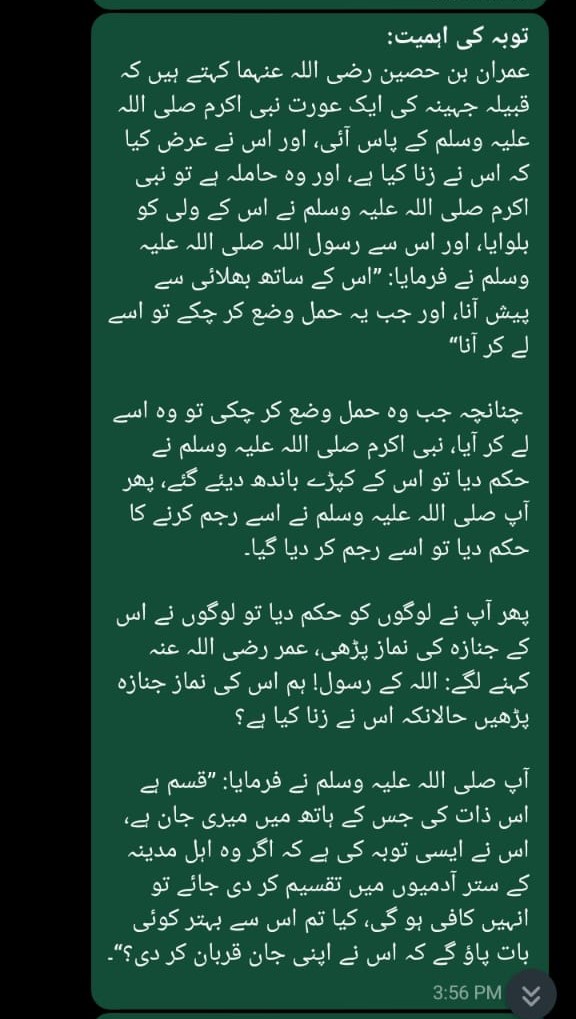 توبہ کی اہمیت:
عمران بن حصین رضی اللہ عنہما کہتے ہیں کہ
قبیلہ جہینہ کی ایک عورت نبی اکرم صلی اللہ
علیہ وسلم کے پاس آئی، اور اس نے عرض کیا
کہ اس نے زنا کیا ہے، اور وہ حاملہ ہے تو نبی
اکرم صلی اللہ علیہ وسلم نے اس کے ولی کو
بلوایا، اور اس سے رسول اللہ صلی اللہ علیہ
وسلم نے فرمایا: ”اس کے ساتھ بھلائی سے
پیش آنا، اور جب یہ حمل وضع کر چکے تو اسے
لے کر آنا“
چنانچہ جب وہ حمل وضع کر چکی تو وہ اسے
لے کر آیا، نبی اکرم صلی اللہ علیہ وسلم نے
حکم دیا تو اس کے کپڑے باندھ دیئے گئے، پھر
آپ صلی اللہ علیہ وسلم نے اسے رجم کرنے کا
حکم دیا تو اسے رجم کر دیا گیا۔
پھر آپ نے لوگوں کو حکم دیا تو لوگوں نے اس
کے جنازہ کی نماز پڑھی، عمر رضی اللہ عنہ
کہنے لگے: اللہ کے رسول! ہم اس کی نماز جنازہ
پڑھیں حالانکہ اس نے زنا کیا ہے؟
آپ صلی اللہ علیہ وسلم نے فرمایا: ”قسم ہے
اس ذات کی جس کے ہاتھ میں میری جان ہے،
اس نے ایسی توبہ کی ہے کہ اگر وہ اہل مدینہ
کے ستر آدمیوں میں تقسیم کر دی جائے تو
انہیں کافی ہو گی، کیا تم اس سے بہتر کوئی
بات پاؤ گے کہ اس نے اپنی جان قربان کر دی؟“۔
3:56 PM